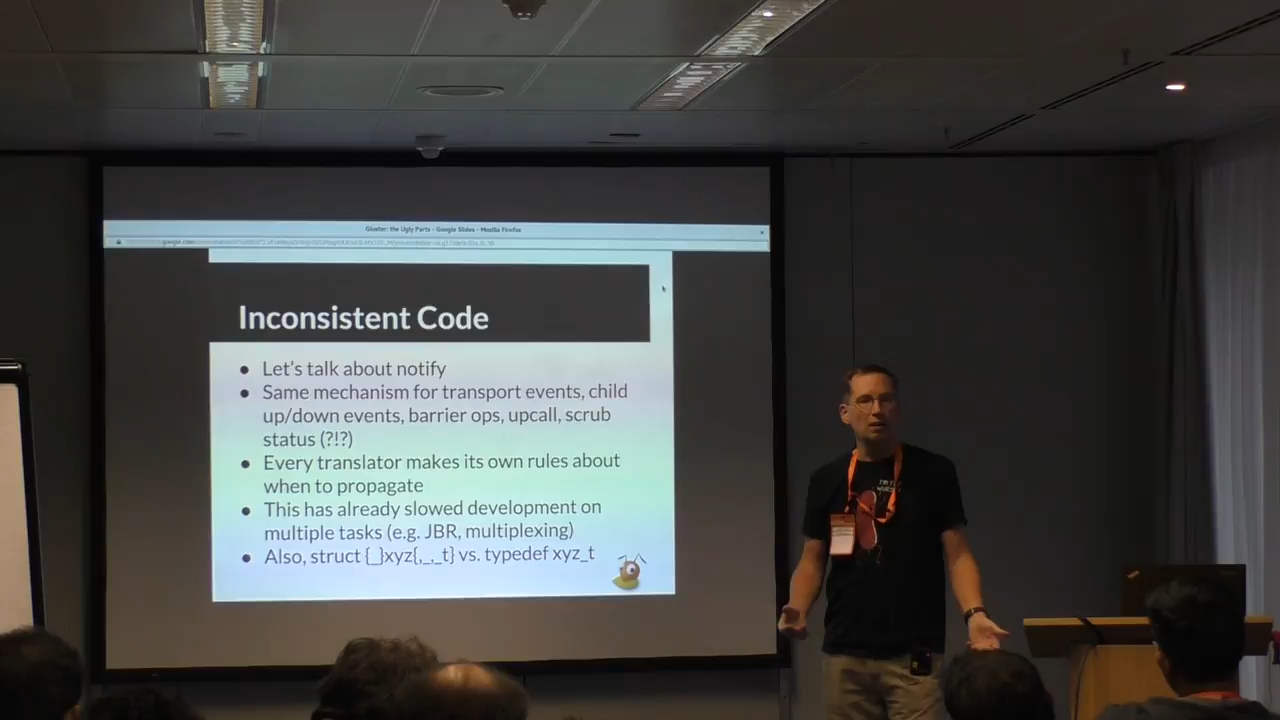 Gluster: the Ugly Parts - Google Slides - Mozilla Firefox
Inconsistent Code
● Let's talk about notify
● Same mechanism for transport events, child
up/down events, barrier ops, upcall, scrub
status (?!?)
● Every translator makes its own rules about
when to propagate
● This has already slowed development on
multiple tasks (e.g. JBR, multiplexing)
● Also, struct {_}xyz{,_,_t} vs. typedef xyz_t